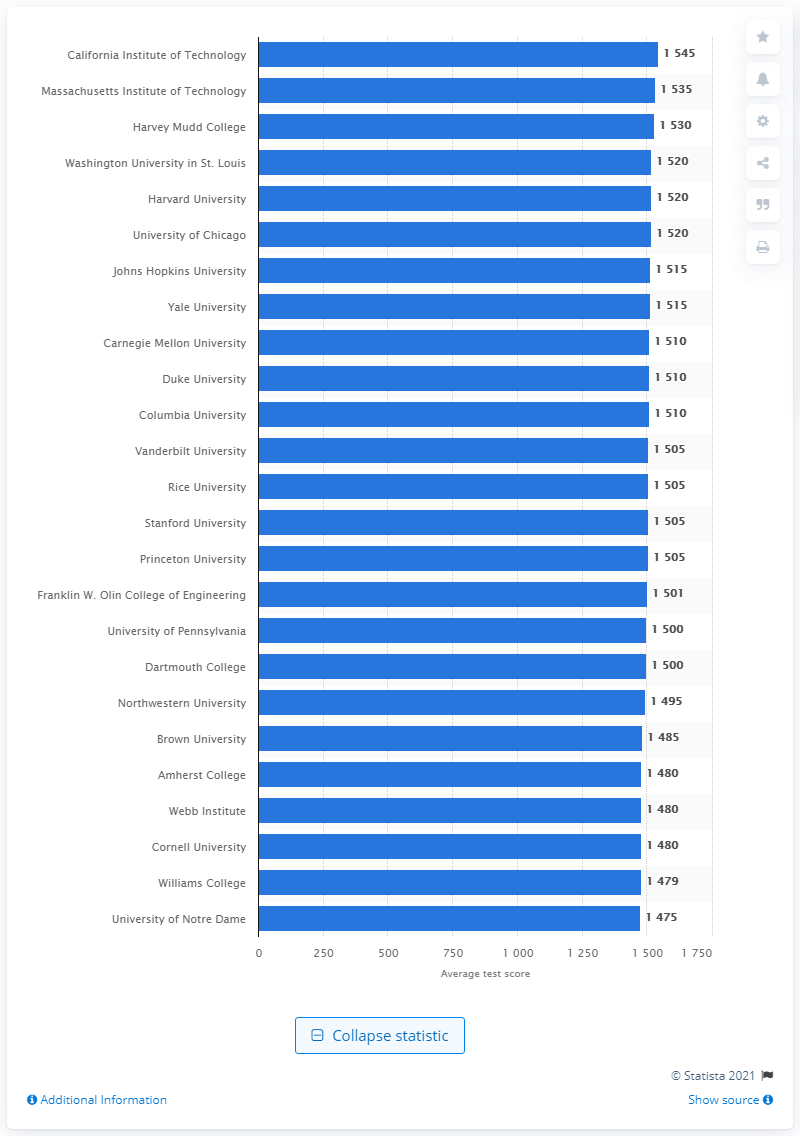 California Institute of Technology 1 545
Massachusetts Institute of Technology 1 535
Harvey Mudd College 1 530
Washington University in St. Louis 1 520
Harvard University 1 520
University of Chicago 1 520
Johns Hopkins University 1 515
Yale University 1 515
Carnegie Mellon University 1 510
Duke University 1 510
Columbia University 1 510
Vanderbilt University 1 505
Rice University 1 505
Stanford University 1 505
Princeton University 1 505
Franklin W. Olin College of Engineering 1 501
University of Pennsylvania 1 500
Dartmouth College 1 500
Northwestern University 1 495
Brown University 1 485
Amherst College 1 480
Webb Institute 1 480
Cornell University 1 480
Williams College 1 479
University of Notre Dame 1 475
0 250 500 750 1 000 1 250 1 500 1 750
Average test score
Collapse statistic
© Statista 2021
Additional Information Show source